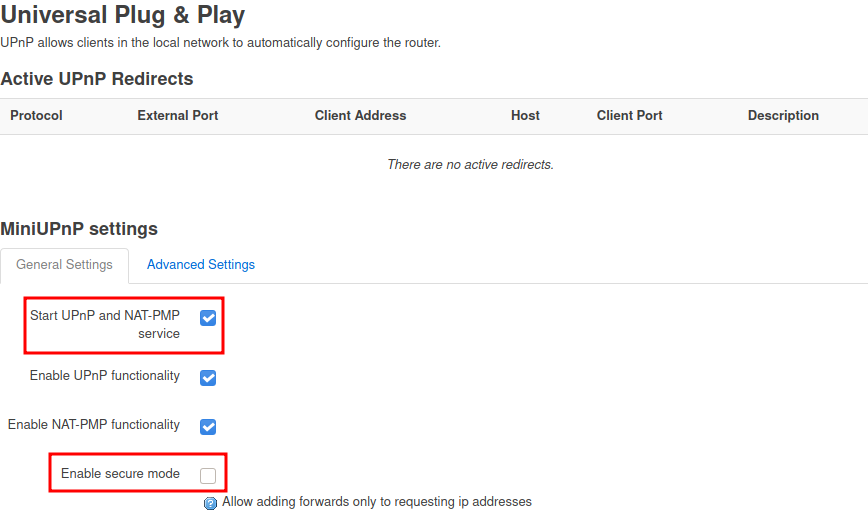 Universal Plug & Play
UPnP allows clients in the local network to automatically configure the router.
Active UPnP Redirects
Protocol External Port Client Address Host Client Port Description
There are no active redirects.
MiniUPnP settings
General Settings Advanced Settings
Start UPnP and NAT-PMP
service
Enable UPnP functionality
Enable NAT-PMP functionality
Enable secure mode
Allow adding forwards only to requesting ip addresses